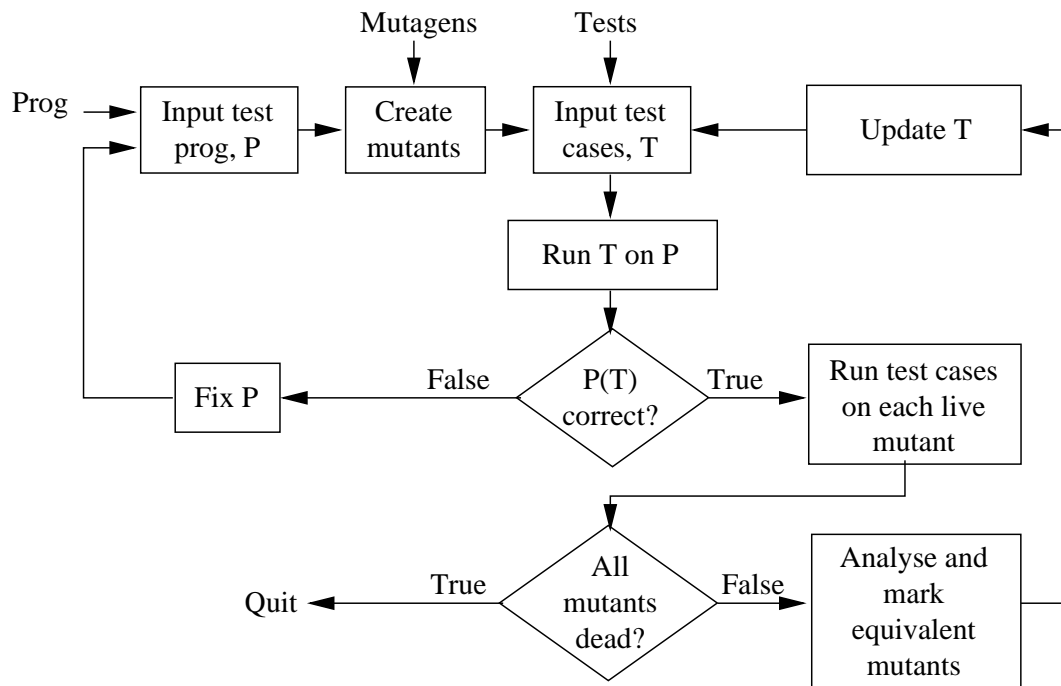 Mutagens
Tests
Prog
Input test
prog, P
Create
mutants
Input test
cases, T
Update T
Run T on P
False
P(T)
correct?
True
Fix P
Run test cases
on each live
mutant
Quit
True
All
mutants
dead?
False
Analyse and
mark
equivalent
mutants